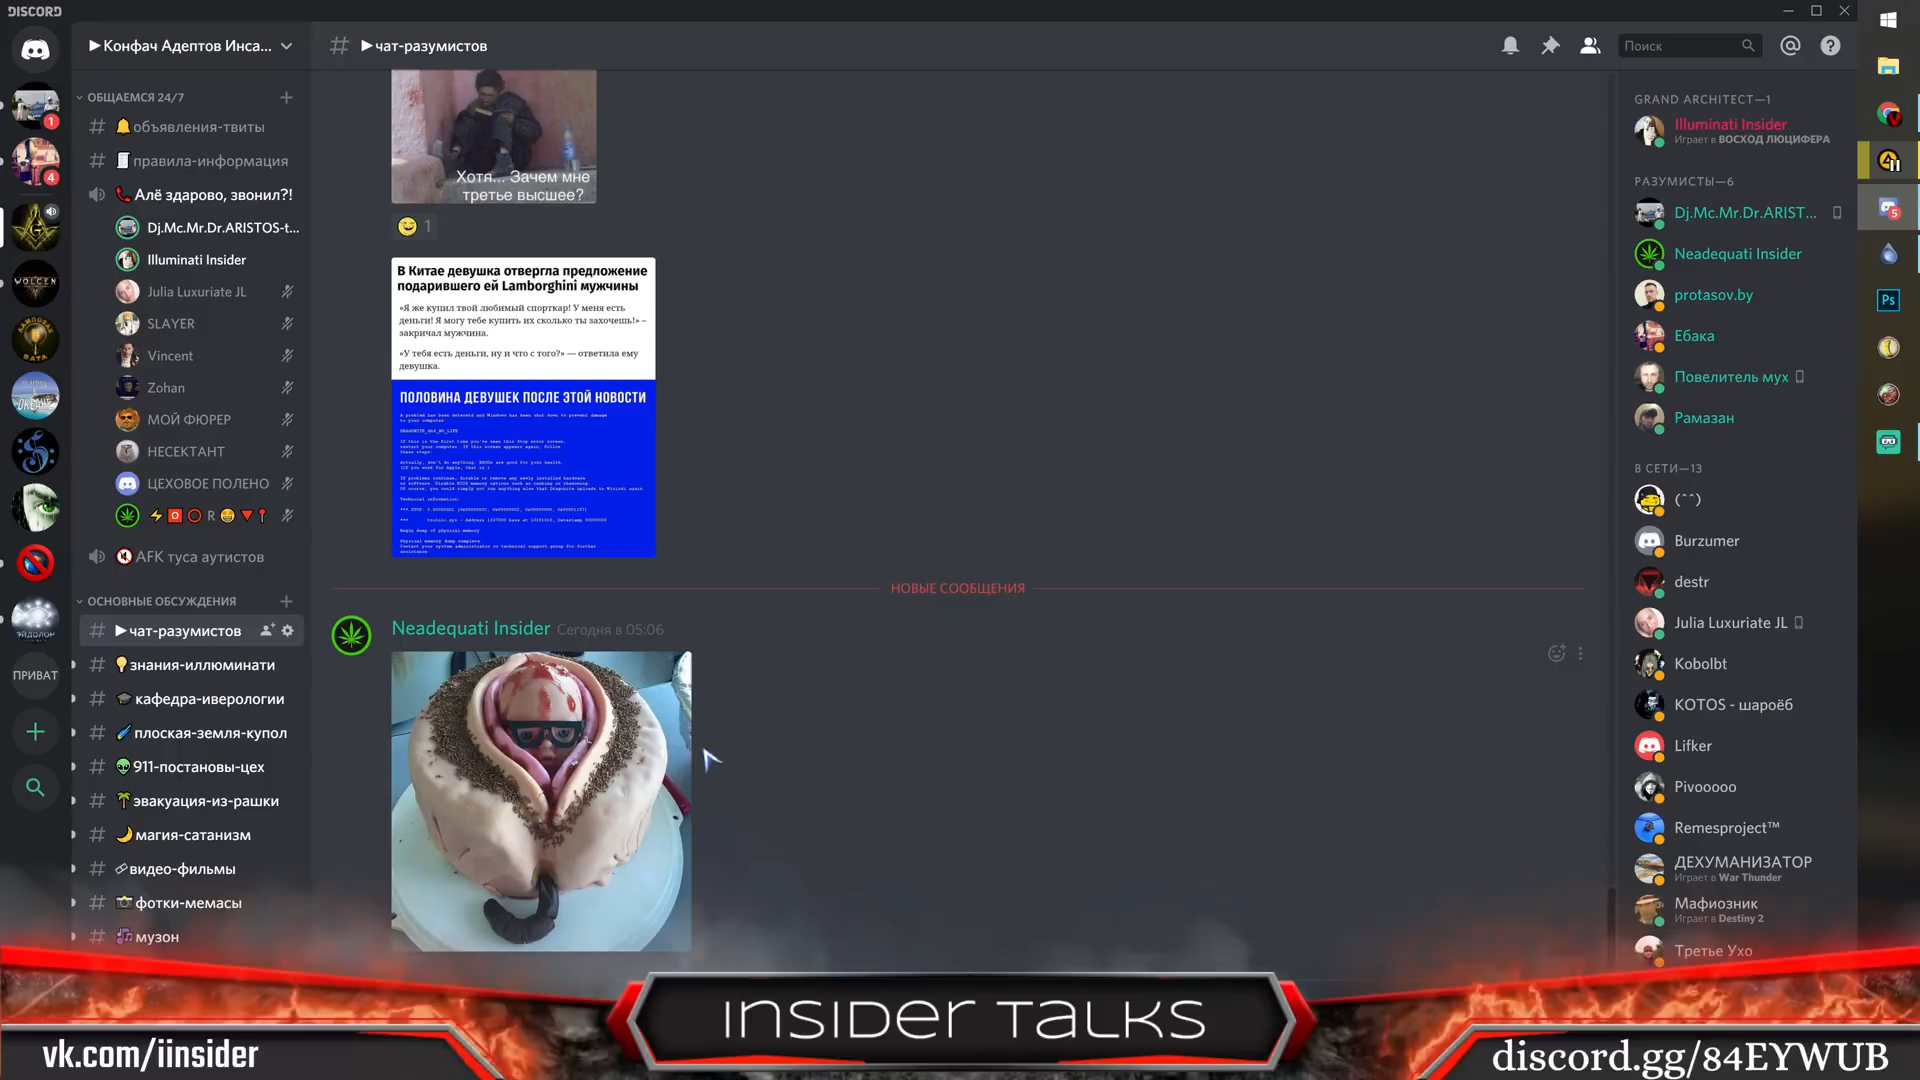 DISCORD
▶Конфач Адептов Инса...
ОБЩАЕМСЯ 24/7
объявления-твиты
правила-информация
Алё здарово, звонил?!
Dj.Mc.Mr.Dr.ARISTOS-t...
Illuminati Insider
Julia Luxuriate JL
SLAYER
Vincent
Zohan
МОЙ ФЮРЕР
НЕСЕКТАНТ
ЦЕХОВОЕ ПОЛЕНО
R
AFK туса аутистов
ОСНОВНЫЕ ОБСУЖДЕНИЯ
▶чат-разумистов
знания-иллюминати
кафедра-иверологии
плоская-земля-купол
911-постановы-цех
эвакуация-из-рашки
магия-сатанизм
видео-фильмы
фотки-мемасы
музон
1
4
WOLCEN
ЭЙДОЛОН
ПРИВАТ
▶чат-разумистов
Поиск
Хотя... Зачем мне
третье высшее?
1
В Китае девушка отвергла предложение
подарившего ей Lamborghini мужчины
«Я же купил твой любимый спорткар! У меня есть
деньги! Я могу тебе купить их сколько ты захочешь!» –
закричал мужчина.
«У тебя есть деньги, ну и что с того?» — ответила ему
девушка.
ПОЛОВИНА ДЕВУШЕК ПОСЛЕ ЭТОЙ НОВОСТИ
НОВЫЕ СООБЩЕНИЯ
Neadequati Insider Сегодня в 05:06
GRAND ARCHITECT—1
Illuminati Insider
Играет в ВОСХОД ЛЮЦИФЕРА
РАЗУМИСТЫ—6
Dj.Mc.Mr.Dr.ARIST...
Neadequati Insider
protasov.by
Ебака
Повелитель мух
Рамазан
В СЕТИ—13
(^^)
Burzumer
destr
Julia Luxuriate JL
Kobolbt
KOTOS - шароёб
Lifker
Pivooooo
Remesproject™
ДЕХУМАНИЗАТОР
Играет в War Thunder
Мафиозник
Играет в Destiny 2
Третье Ухо
5
Ps
INSIDER TALKS
vk.com/iinsider
discord.gg/84EYWUB